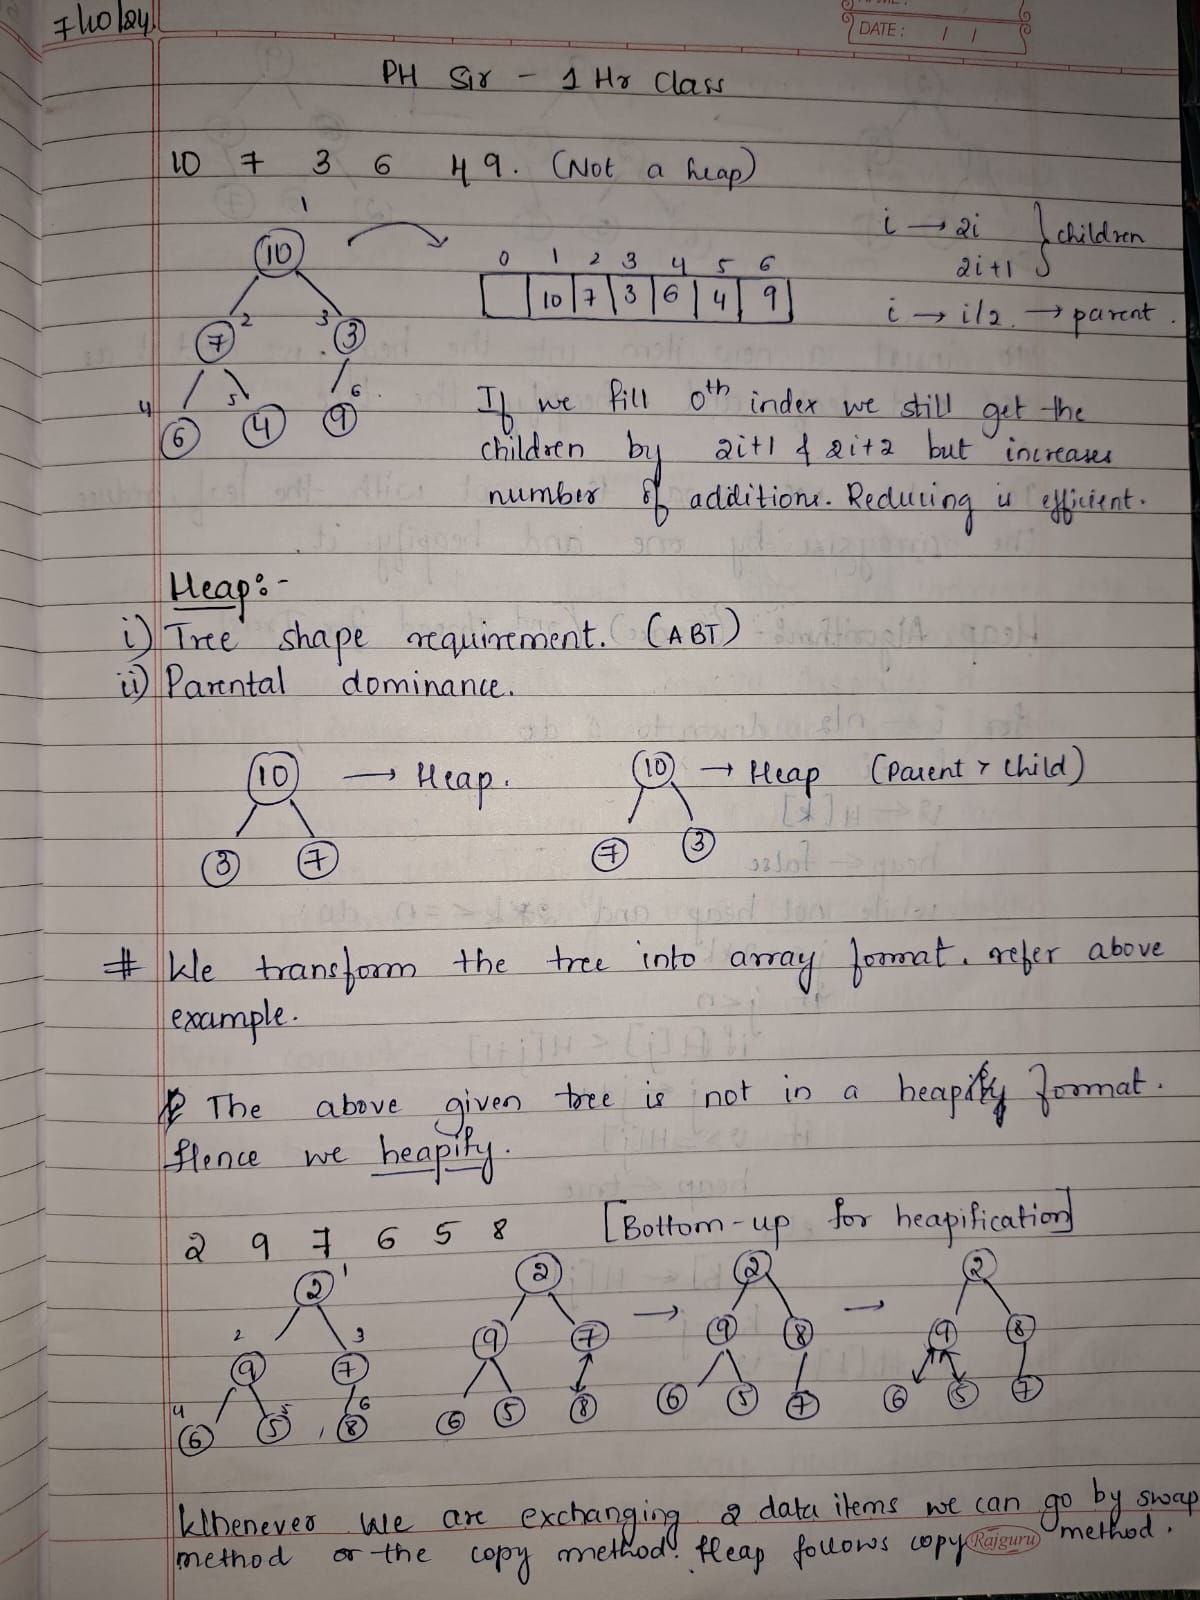 7/10/24
DATE: / /
PH Sir - 1 Hr Class
10 7 3 6 4 9. (Not a heap)
1
10
2 3
7 3
4 5 6
6 4 9
0 1 2 3 4 5 6
10 7 3 6 4 9
i → 2i
2i+1 } children
i → i/2. → parent.
If we fill 0th index we still get the
children by 2i+1 & 2i+2 but increases
number of additions. Reducing is efficient.
Heap:-
i) Tree shape requirement. (ABT)
ii) Parental dominance.
10 → Heap.
3 7
10 → Heap (Parent > Child)
7 3
# We transform the tree into array format. refer above
example.
The above given tree is not in a heapify format.
Hence we heapify.
2 9 7 6 5 8 [Bottom-up for heapification]
2 1
2 3
9 7
4 5 6
6 5 8
2
9 7
6 5 8
→
2
9 8
6 5 7
→
2
9 8
6 5 7
Whenever we are exchanging 2 data items we can go by swap
method or the copy method. Heap follows copy method.
Rajguru